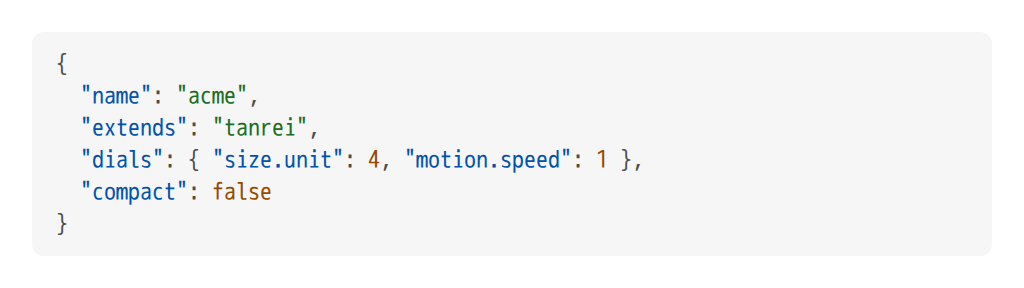 {
  "name": "acme",
  "extends": "tanrei",
  "dials": { "size.unit": 4, "motion.speed": 1 },
  "compact": false
}